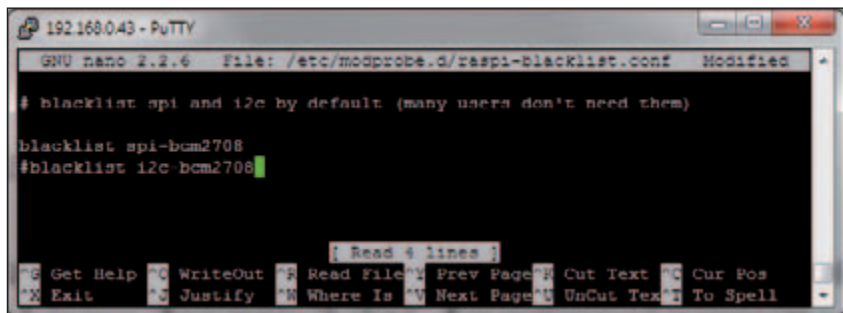 192.168.0.43 - PuTTY
GNU nano 2.2.6 File: /etc/modprobe.d/raspi-blacklist.conf Modified
# blacklist spi and i2c by default (many users don't need them)
blacklist spi-bcm2708
#blacklist i2c-bcm2708
[ Read 4 lines ]
^G Get Help ^O WriteOut ^R Read File ^Y Prev Page ^K Cut Text ^C Cur Pos
^X Exit ^J Justify ^W Where Is ^V Next Page ^U UnCut Tex ^T To Spell